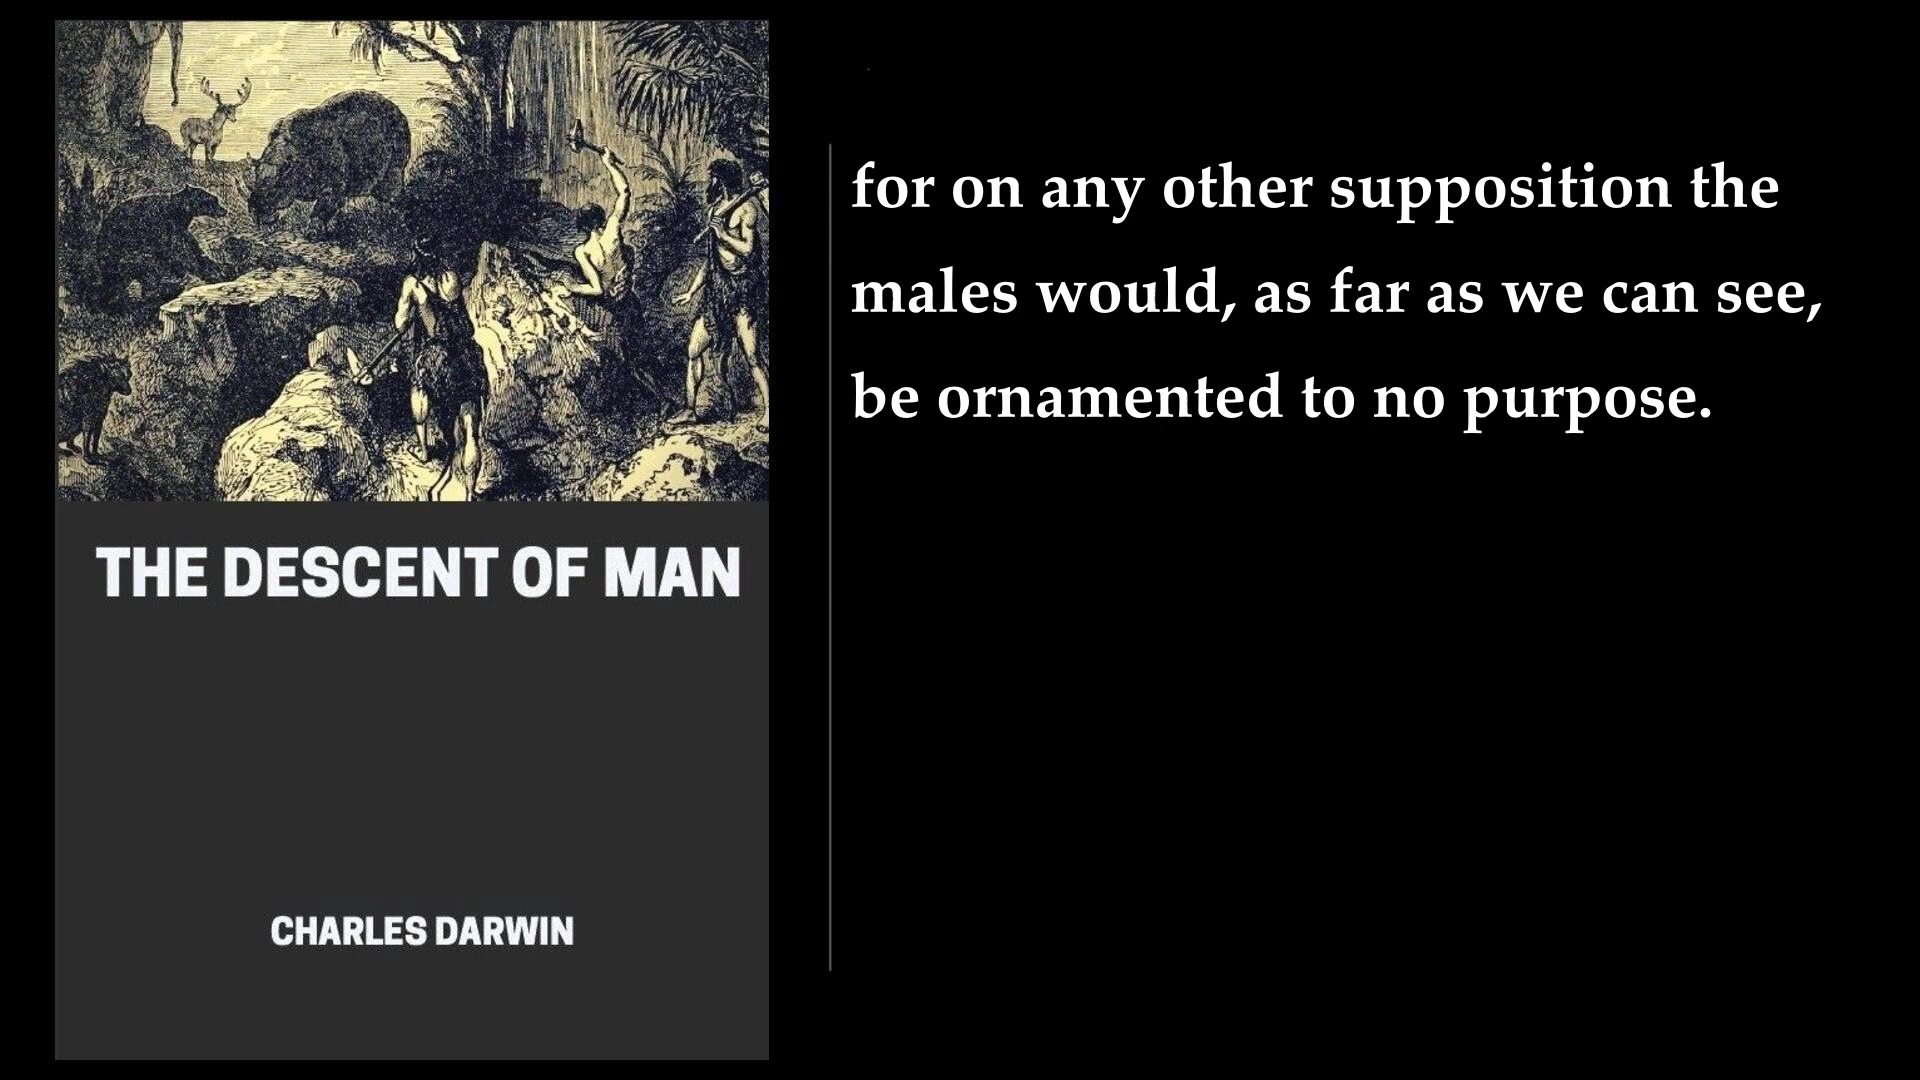 THE DESCENT OF MAN
CHARLES DARWIN
for on any other supposition the
males would, as far as we can see,
be ornamented to no purpose.